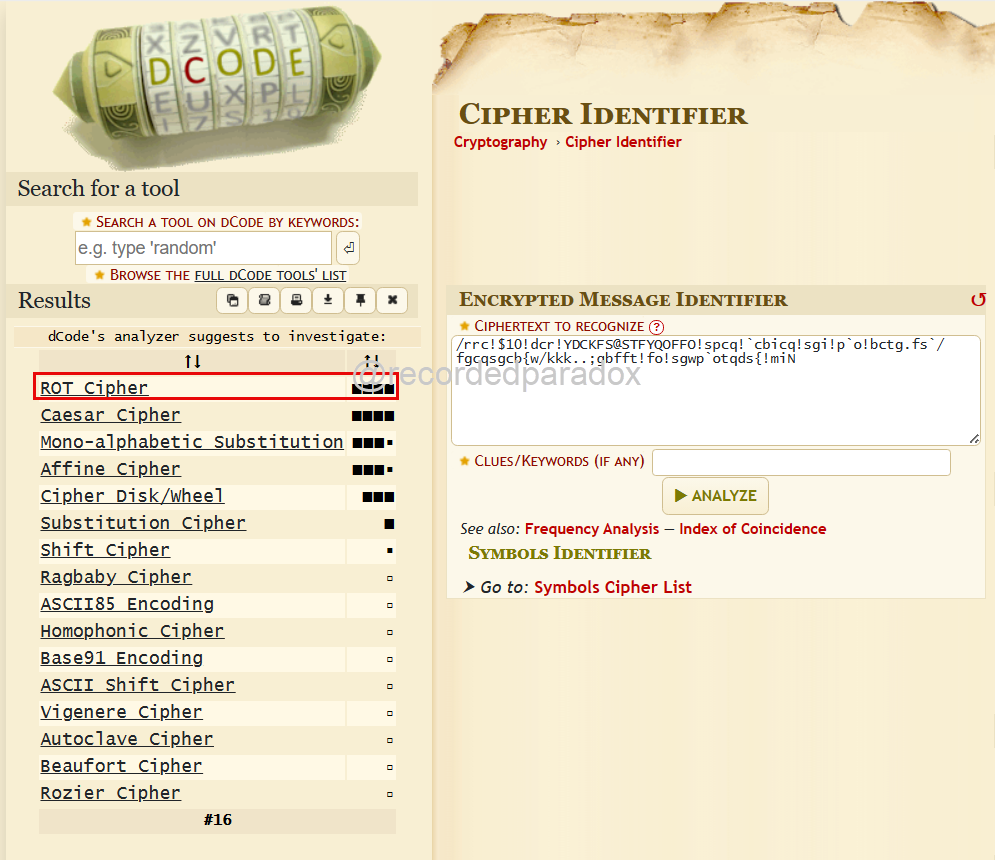 X Z V R T
D C O D E
E U X P L
Search for a tool
★ Search a tool on dCode by keywords:
e.g. type 'random'
★ Browse the full dCode tools' list
Results
dCode's analyzer suggests to investigate:
↑↓ ↑↓
ROT Cipher ■■■■
Caesar Cipher ■■■■
Mono-alphabetic Substitution ■■■▪
Affine Cipher ■■■▪
Cipher Disk/Wheel ■■■
Substitution Cipher ■
Shift Cipher ▪
Ragbaby Cipher ▫
ASCII85 Encoding ▫
Homophonic Cipher ▫
Base91 Encoding ▫
ASCII Shift Cipher ▫
Vigenere Cipher ▫
Autoclave Cipher ▫
Beaufort Cipher ▫
Rozier Cipher ▫
#16
Cipher Identifier
Cryptography › Cipher Identifier
Encrypted Message Identifier
★ Ciphertext to recognize ?
/rrc!$1O!dcr!YDCKFS@STFYQOFFO!spcq!`cbicq!sgi!p`o!bctg.fs`/
fgcqsgcb{w/kkk..;@bfft!fo!sgwp`otqds{!miN
★ Clues/Keywords (if any)
▶ ANALYZE
See also: Frequency Analysis — Index of Coincidence
Symbols Identifier
➤ Go to: Symbols Cipher List
@recordedparadox